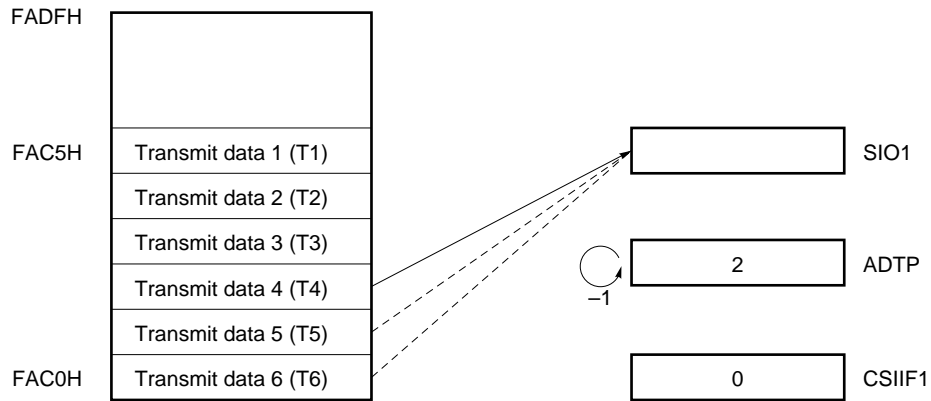 FADFH
FAC5H Transmit data 1 (T1) SIO1
Transmit data 2 (T2)
Transmit data 3 (T3)
2 ADTP
Transmit data 4 (T4)
–1
Transmit data 5 (T5)
FAC0H Transmit data 6 (T6) 0 CSIIF1